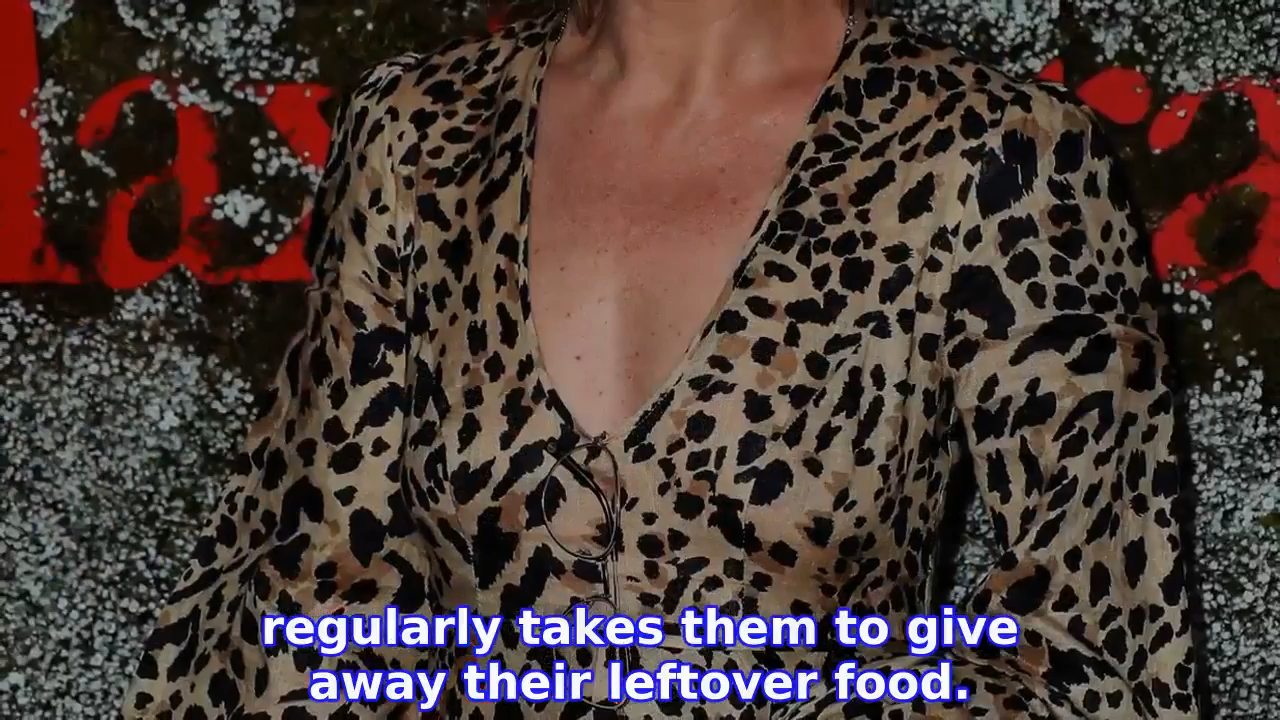 regularly takes them to give
away their leftover food.